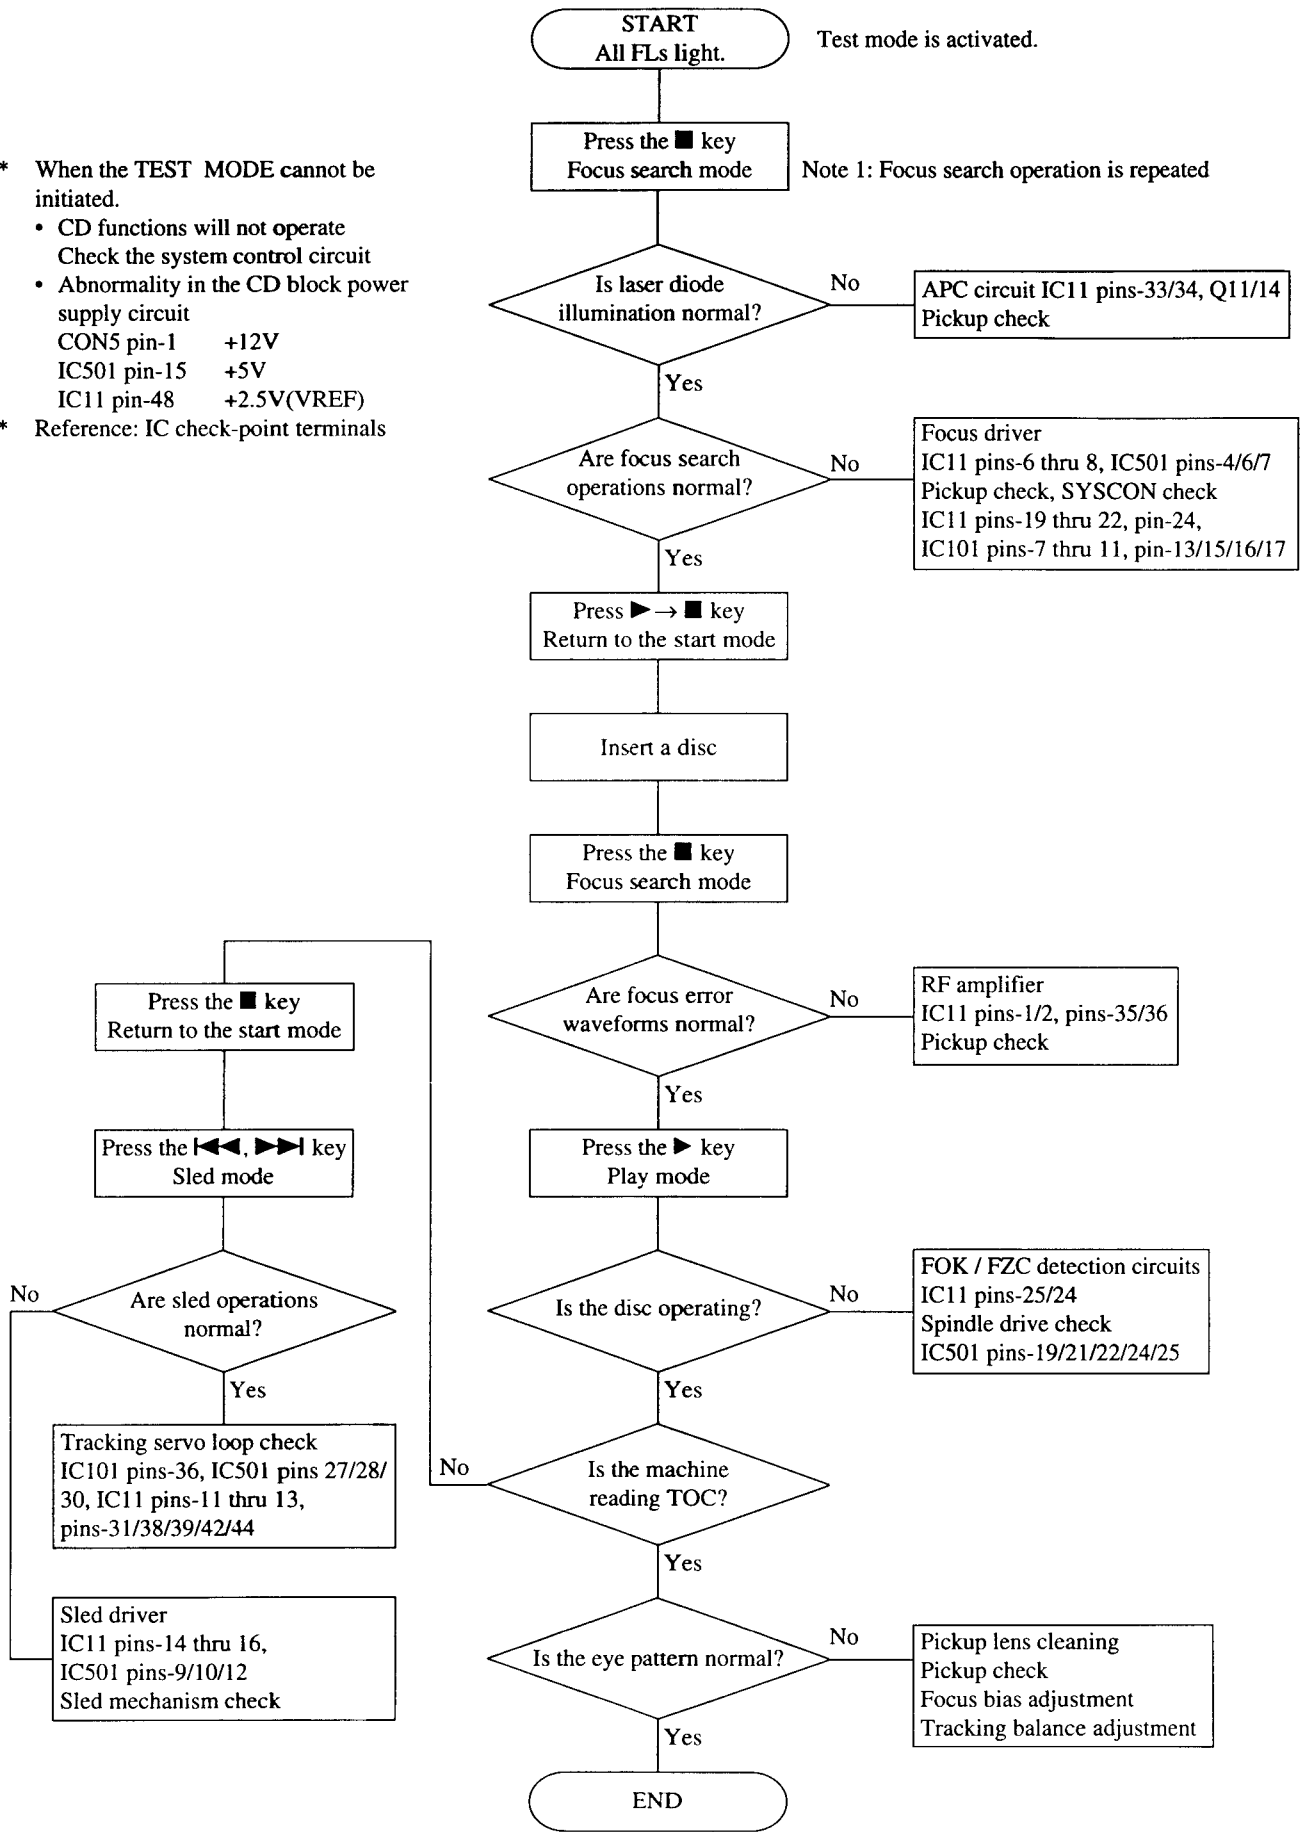 START
All FLs light.
Test mode is activated.
Press the ■ key
Focus search mode
Note 1: Focus search operation is repeated
* When the TEST MODE cannot be
initiated.
• CD functions will not operate
Check the system control circuit
• Abnormality in the CD block power
supply circuit
CON5 pin-1 +12V
IC501 pin-15 +5V
IC11 pin-48 +2.5V(VREF)
* Reference: IC check-point terminals
Is laser diode
illumination normal?
No
APC circuit IC11 pins-33/34, Q11/14
Pickup check
Yes
Are focus search
operations normal?
No
Focus driver
IC11 pins-6 thru 8, IC501 pins-4/6/7
Pickup check, SYSCON check
IC11 pins-19 thru 22, pin-24,
IC101 pins-7 thru 11, pin-13/15/16/17
Yes
Press ▶ → ■ key
Return to the start mode
Insert a disc
Press the ■ key
Focus search mode
Are focus error
waveforms normal?
No
RF amplifier
IC11 pins-1/2, pins-35/36
Pickup check
Yes
Press the ▶ key
Play mode
Is the disc operating?
No
FOK / FZC detection circuits
IC11 pins-25/24
Spindle drive check
IC501 pins-19/21/22/24/25
Yes
Is the machine
reading TOC?
No
Press the ■ key
Return to the start mode
Press the |◀◀, ▶▶| key
Sled mode
Are sled operations
normal?
No
Yes
Tracking servo loop check
IC101 pins-36, IC501 pins 27/28/
30, IC11 pins-11 thru 13,
pins-31/38/39/42/44
Sled driver
IC11 pins-14 thru 16,
IC501 pins-9/10/12
Sled mechanism check
Yes
Is the eye pattern normal?
No
Pickup lens cleaning
Pickup check
Focus bias adjustment
Tracking balance adjustment
Yes
END